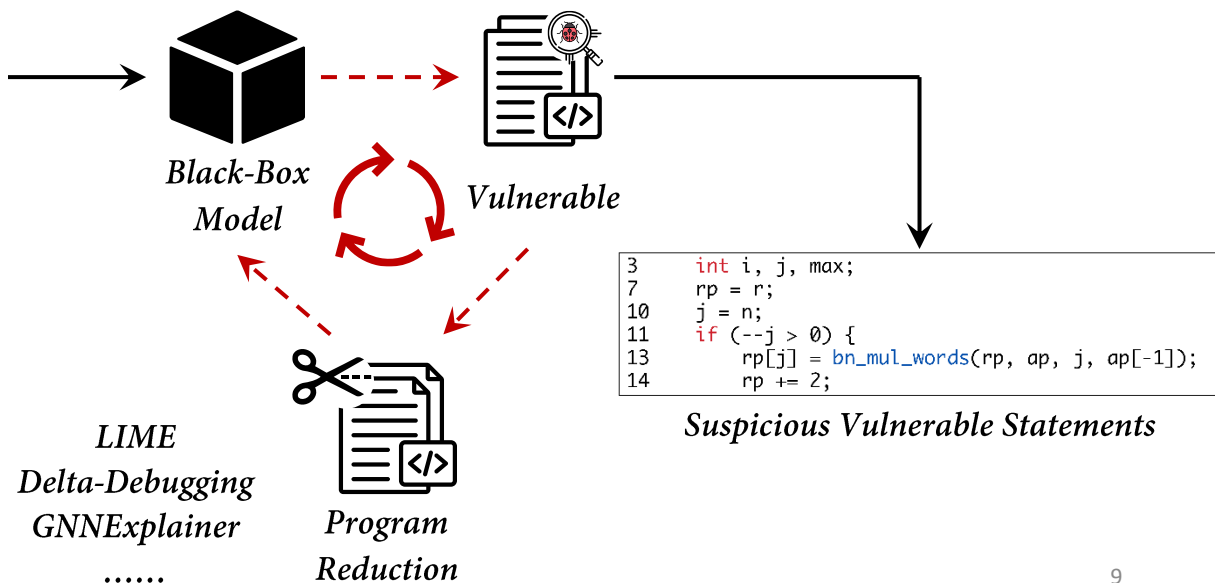 </>
Black-Box
Model
Vulnerable
3 int i, j, max;
7 rp = r;
10 j = n;
11 if (--j > 0) {
13 rp[j] = bn_mul_words(rp, ap, j, ap[-1]);
14 rp += 2;
Suspicious Vulnerable Statements
LIME
Delta-Debugging
GNNExplainer
......
</>
Program
Reduction
9